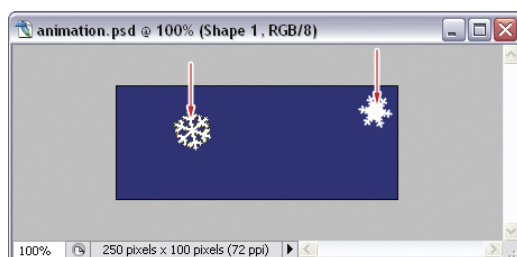 animation.psd @ 100% (Shape 1, RGB/8)
100% 250 pixels x 100 pixels (72 ppi)